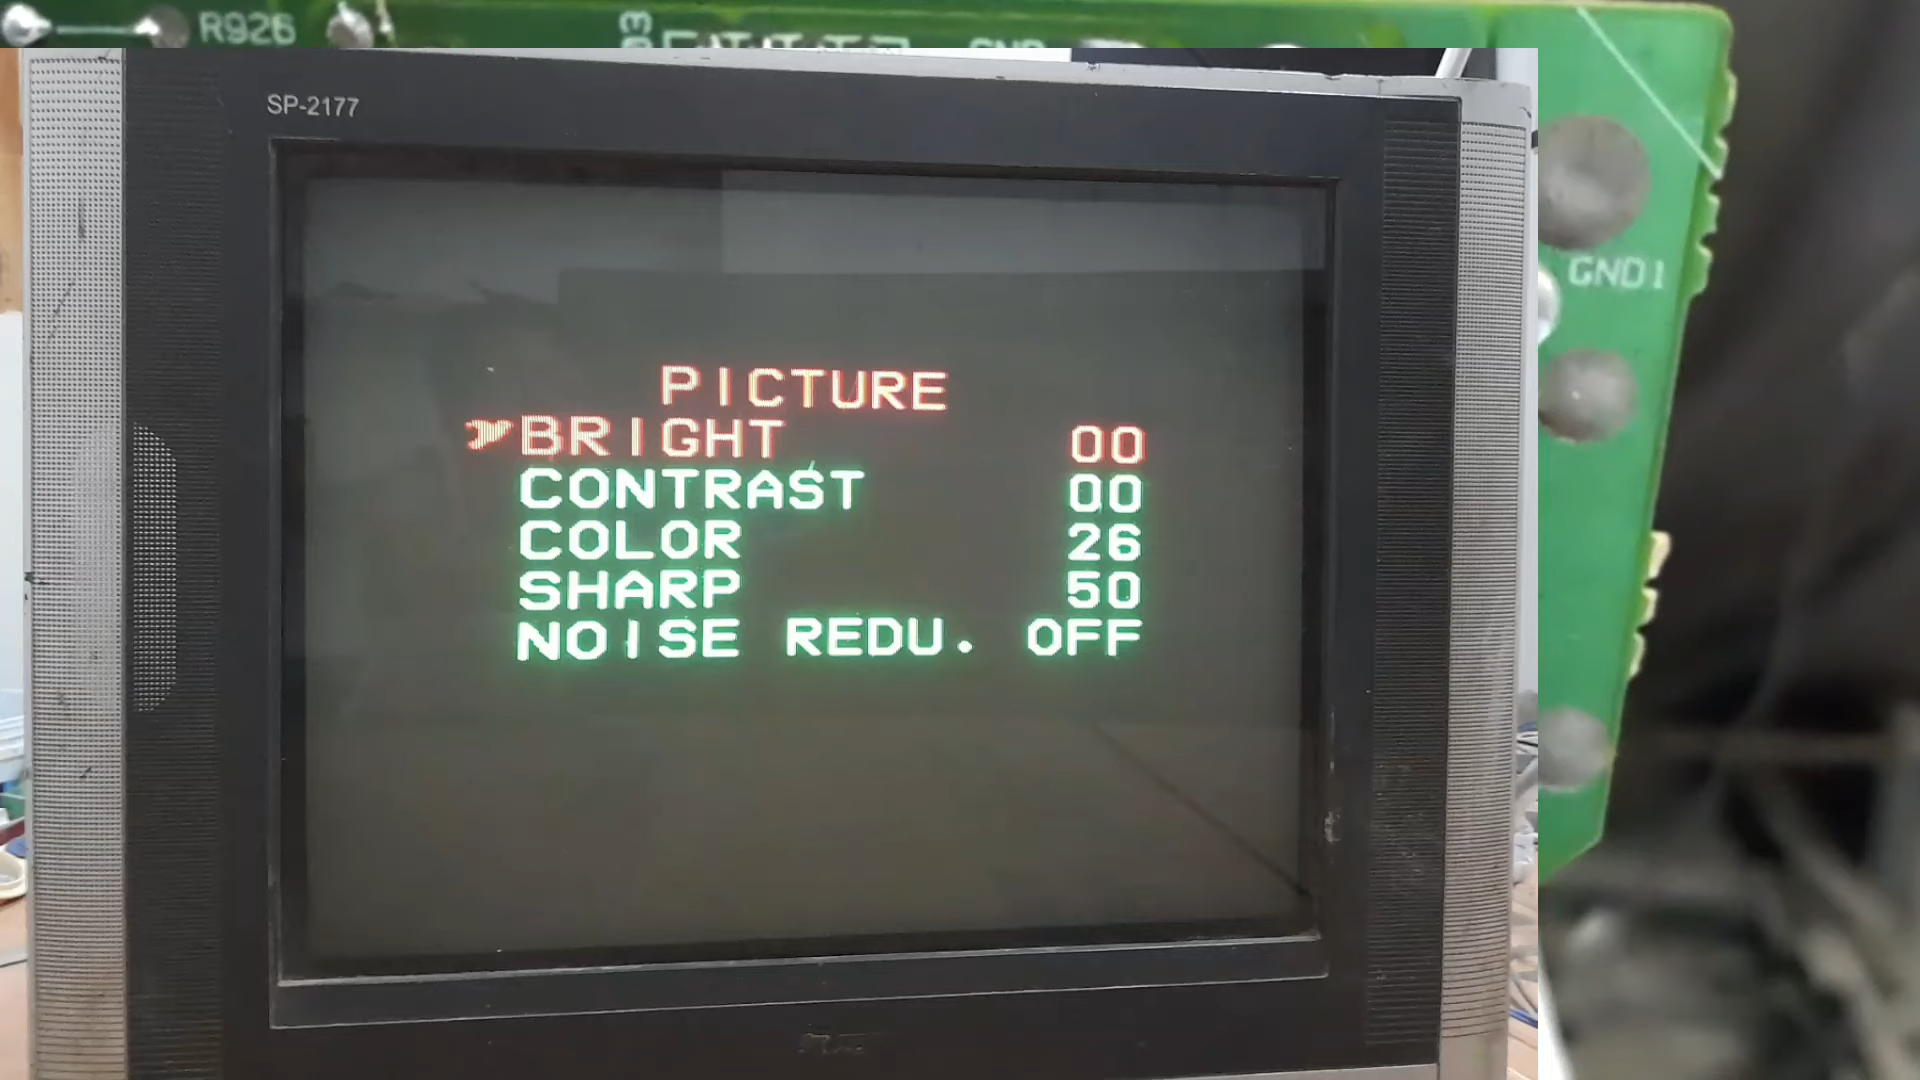 R926
SP-2177
GND1
PICTURE
BRIGHT 00
CONTRAST 00
COLOR 26
SHARP 50
NOISE REDU. OFF